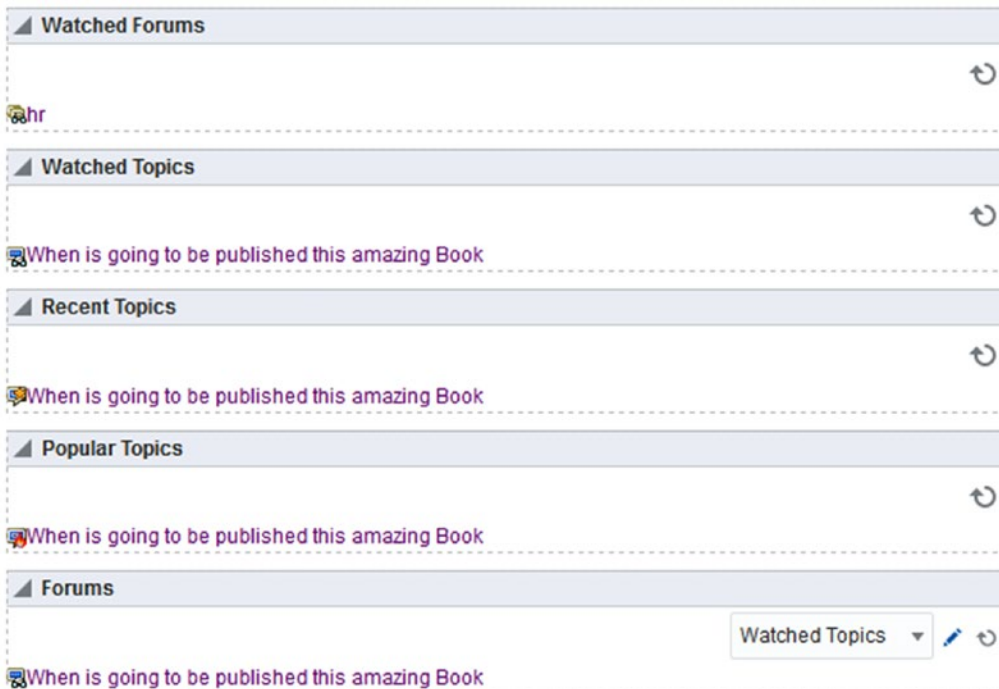 Watched Forums
hr
Watched Topics
When is going to be published this amazing Book
Recent Topics
When is going to be published this amazing Book
Popular Topics
When is going to be published this amazing Book
Forums
Watched Topics
When is going to be published this amazing Book